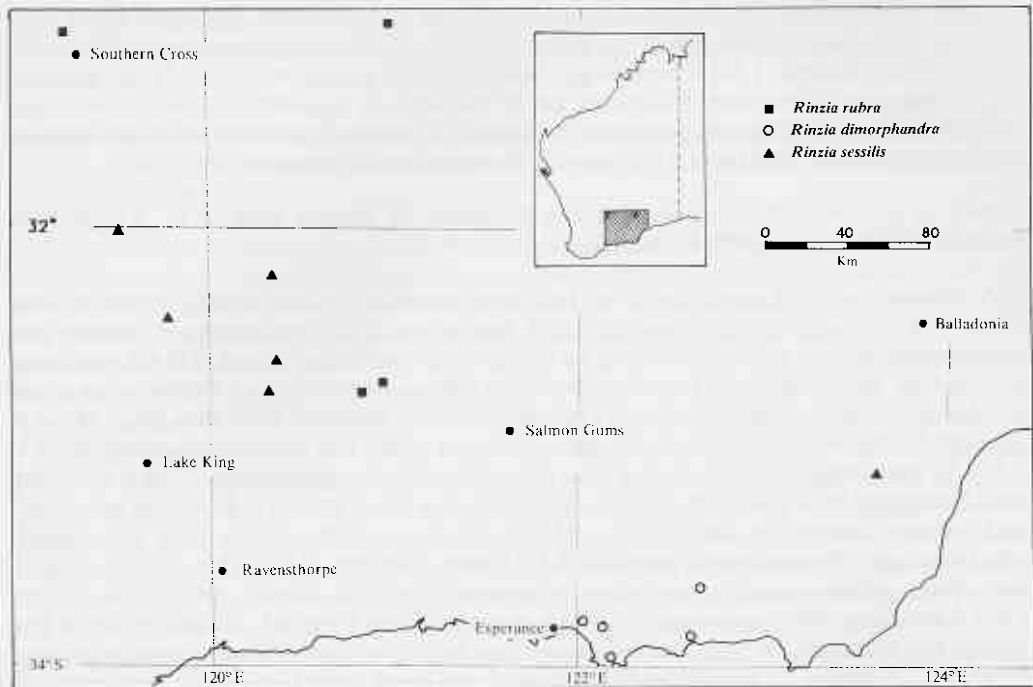 Southern Cross
Rinzia rubra
Rinzia dimorphandra
Rinzia sessilis
32°
0 40 80
Km
Balladonia
Salmon Gums
Lake King
Ravensthorpe
Esperance
34° S
120° E
122° E
124° E